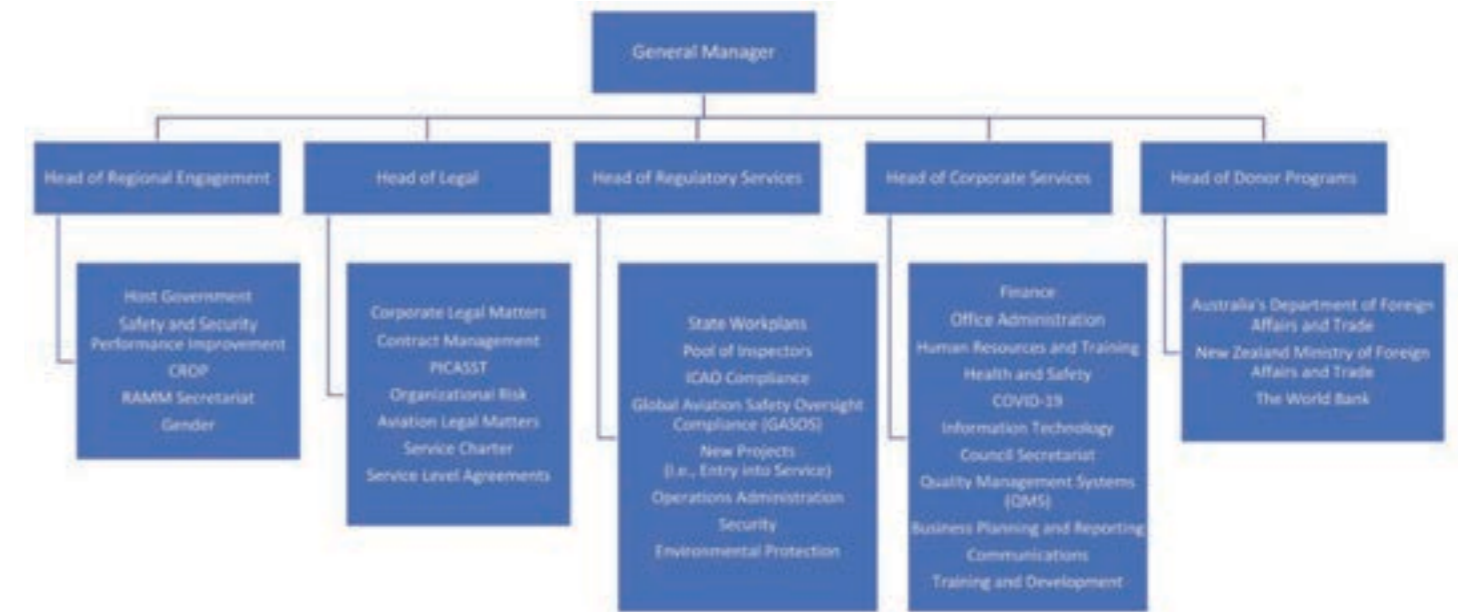 General Manager
Head of Regional Engagement
Head of Legal
Head of Regulatory Services
Head of Corporate Services
Head of Donor Programs
Host Government
Safety and Security
Performance Improvement
CROP
RAMM Secretariat
Gender
Corporate Legal Matters
Contract Management
PICASST
Organizational Risk
Aviation Legal Matters
Service Charter
Service Level Agreements
State Workplans
Pool of Inspectors
ICAO Compliance
Global Aviation Safety Oversight
Compliance (GASOS)
New Projects
(i.e., Entry into Service)
Operations Administration
Security
Environmental Protection
Finance
Office Administration
Human Resources and Training
Health and Safety
COVID-19
Information Technology
Council Secretariat
Quality Management Systems
(QMS)
Business Planning and Reporting
Communications
Training and Development
Australia's Department of Foreign
Affairs and Trade
New Zealand Ministry of Foreign
Affairs and Trade
The World Bank